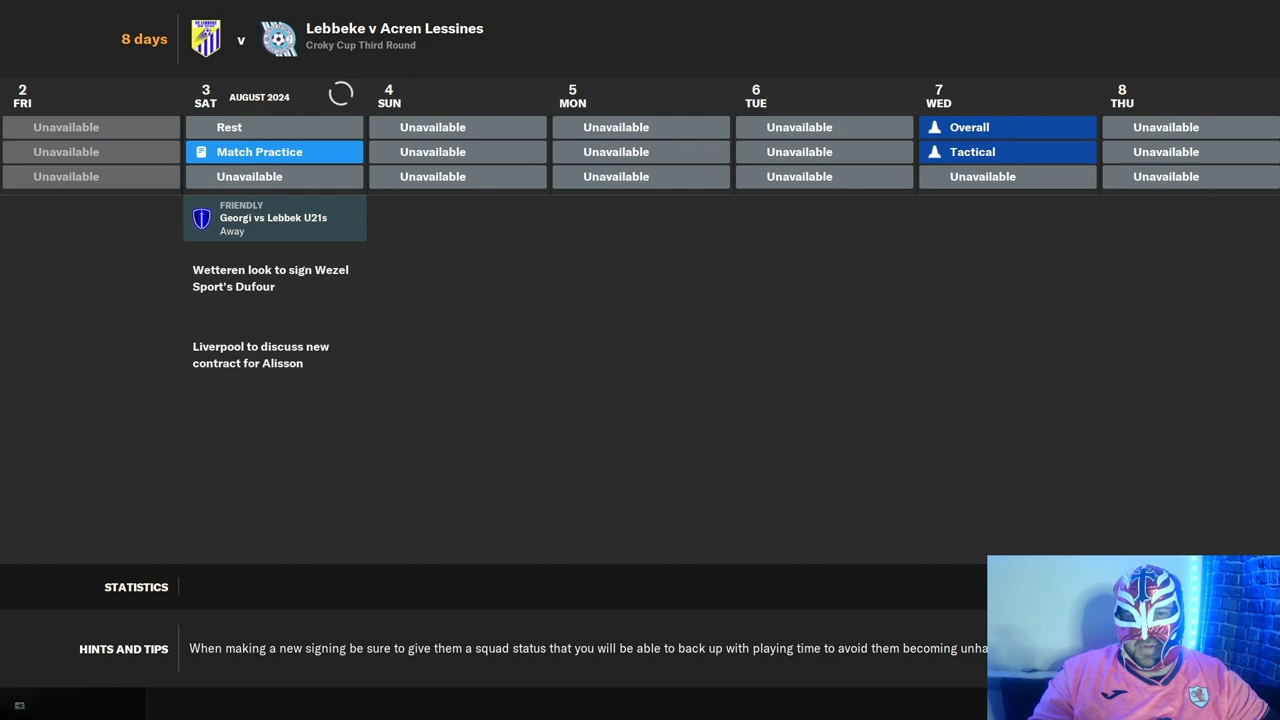 8 days
v
Lebbeke v Acren Lessines
Croky Cup Third Round
2
FRI
3
SAT
AUGUST 2024
4
SUN
5
MON
6
TUE
7
WED
8
THU
Unavailable
Rest
Unavailable
Unavailable
Unavailable
Overall
Unavailable
Unavailable
Match Practice
Unavailable
Unavailable
Unavailable
Tactical
Unavailable
Unavailable
Unavailable
Unavailable
Unavailable
Unavailable
Unavailable
Unavailable
FRIENDLY
Georgi vs Lebbek U21s
Away
Wetteren look to sign Wezel
Sport's Dufour
Liverpool to discuss new
contract for Alisson
STATISTICS
HINTS AND TIPS
When making a new signing be sure to give them a squad status that you will be able to back up with playing time to avoid them becoming unha